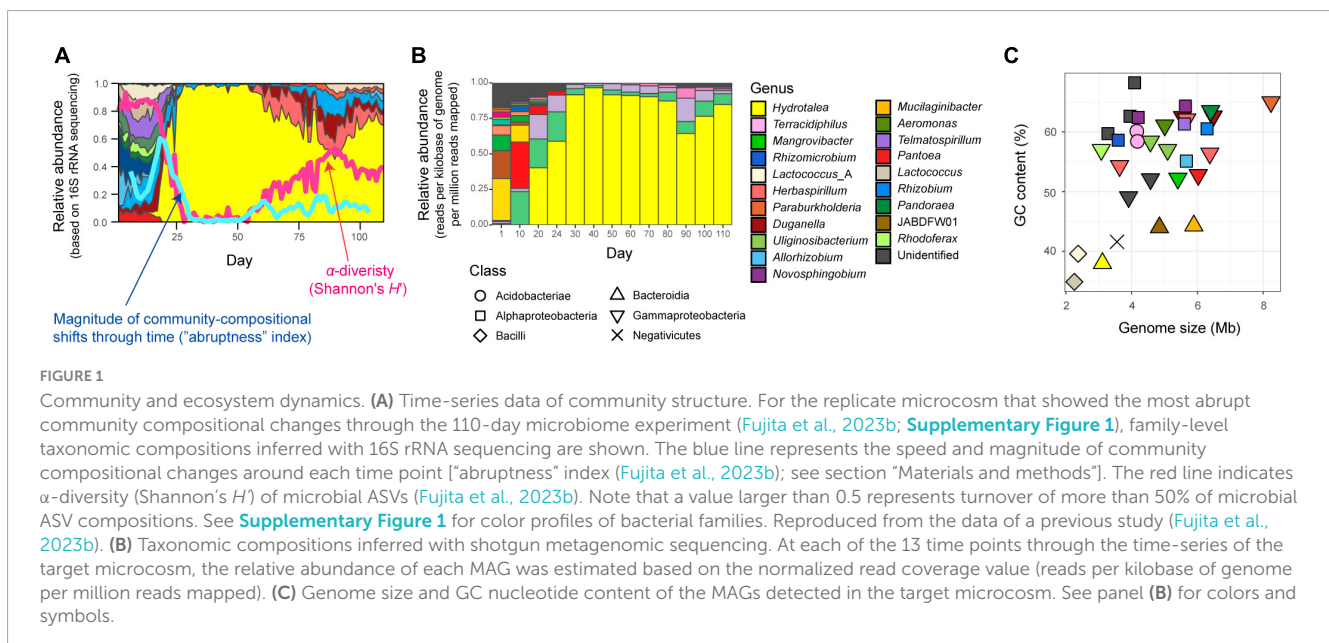 A
Relative abundance
(based on 16S rRNA sequencing)
1.0
0.8
0.6
0.4
0.2
0.0
25
50
75
100
Day
α-diveristy
(Shannon's H')
Magnitude of community-compositional
shifts through time ("abruptness" index)
B
Relative abundance
(reads per kilobase of genome
per million reads mapped)
1.00
0.75
0.50
0.25
0.00
1 10 20 24 30 40 50 60 70 80 90 100 110
Day
Class
Acidobacteriae
Alphaproteobacteria
Bacilli
Bacteroidia
Gammaproteobacteria
Negativicutes
Genus
Hydrotalea
Terracidiphilus
Mangrovibacter
Rhizomicrobium
Lactococcus_A
Herbaspirillum
Paraburkholderia
Duganella
Uliginosibacterium
Allorhizobium
Novosphingobium
Mucilaginibacter
Aeromonas
Telmatospirillum
Pantoea
Lactococcus
Rhizobium
Pandoraea
JABDFW01
Rhodoferax
Unidentified
C
GC content (%)
60
50
40
2 4 6 8
Genome size (Mb)
FIGURE 1
Community and ecosystem dynamics. (A) Time-series data of community structure. For the replicate microcosm that showed the most abrupt
community compositional changes through the 110-day microbiome experiment (Fujita et al., 2023b; Supplementary Figure 1), family-level
taxonomic compositions inferred with 16S rRNA sequencing are shown. The blue line represents the speed and magnitude of community
compositional changes around each time point ["abruptness" index (Fujita et al., 2023b); see section "Materials and methods"]. The red line indicates
α-diversity (Shannon's H') of microbial ASVs (Fujita et al., 2023b). Note that a value larger than 0.5 represents turnover of more than 50% of microbial
ASV compositions. See Supplementary Figure 1 for color profiles of bacterial families. Reproduced from the data of a previous study (Fujita et al.,
2023b). (B) Taxonomic compositions inferred with shotgun metagenomic sequencing. At each of the 13 time points through the time-series of the
target microcosm, the relative abundance of each MAG was estimated based on the normalized read coverage value (reads per kilobase of genome
per million reads mapped). (C) Genome size and GC nucleotide content of the MAGs detected in the target microcosm. See panel (B) for colors and
symbols.